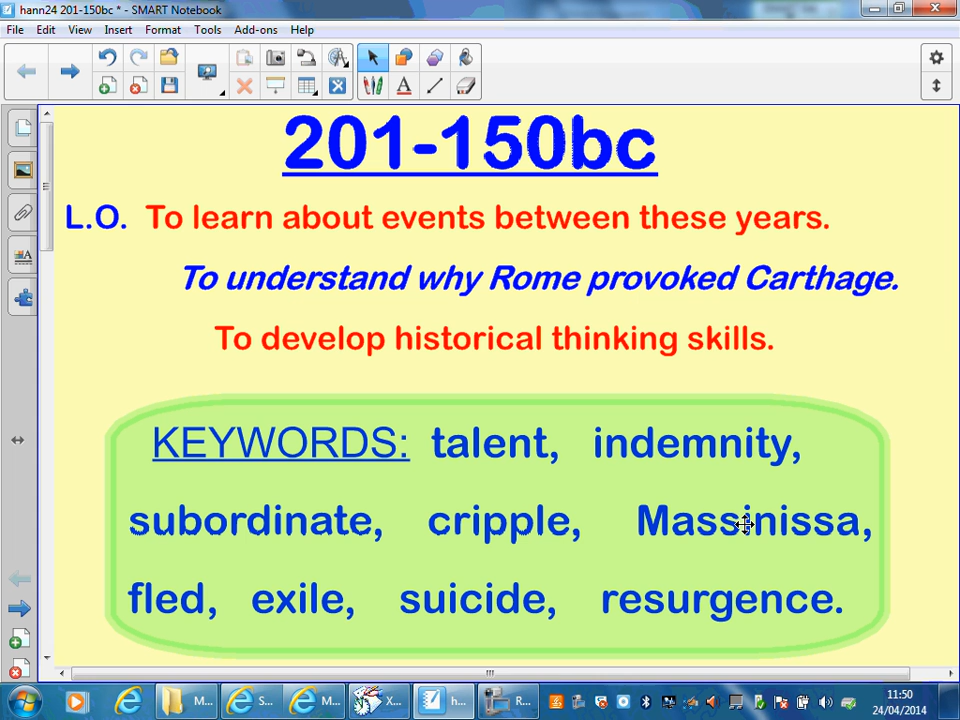 hann24 201-150bc * - SMART Notebook
File Edit View Insert Format Tools Add-ons Help
201-150bc
L.O. To learn about events between these years.
To understand why Rome provoked Carthage.
To develop historical thinking skills.
KEYWORDS: talent, indemnity,
subordinate, cripple, Massinissa,
fled, exile, suicide, resurgence.
M... S... M... X... h... R...
11:50
24/04/2014